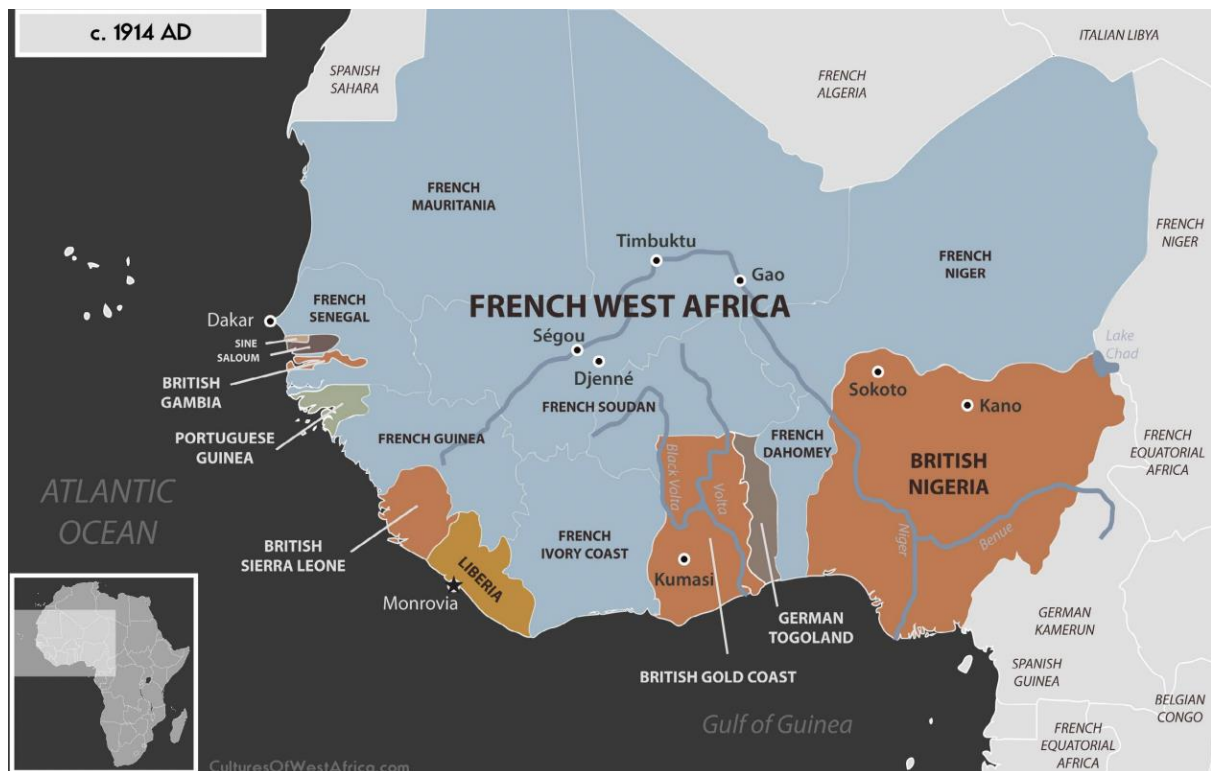 c. 1914 AD
SPANISH
SAHARA
FRENCH
ALGERIA
ITALIAN LIBYA
FRENCH
MAURITANIA
Timbuktu
Gao
FRENCH
NIGER
FRENCH
NIGER
FRENCH WEST AFRICA
Dakar
FRENCH
SENEGAL
SINE
SALOUM
Ségou
Djenné
Lake
Chad
BRITISH
GAMBIA
Sokoto
Kano
FRENCH SOUDAN
PORTUGUESE
GUINEA
FRENCH GUINEA
FRENCH
DAHOMEY
FRENCH
EQUATORIAL
AFRICA
BRITISH
NIGERIA
Black Volta
Volta
ATLANTIC
OCEAN
BRITISH
SIERRA LEONE
FRENCH
IVORY COAST
Niger
Benue
LIBERIA
Kumasi
Monrovia
GERMAN
TOGOLAND
GERMAN
KAMERUN
BRITISH GOLD COAST
SPANISH
GUINEA
BELGIAN
CONGO
Gulf of Guinea
FRENCH
EQUATORIAL
AFRICA
CulturesOfWestAfrica.com